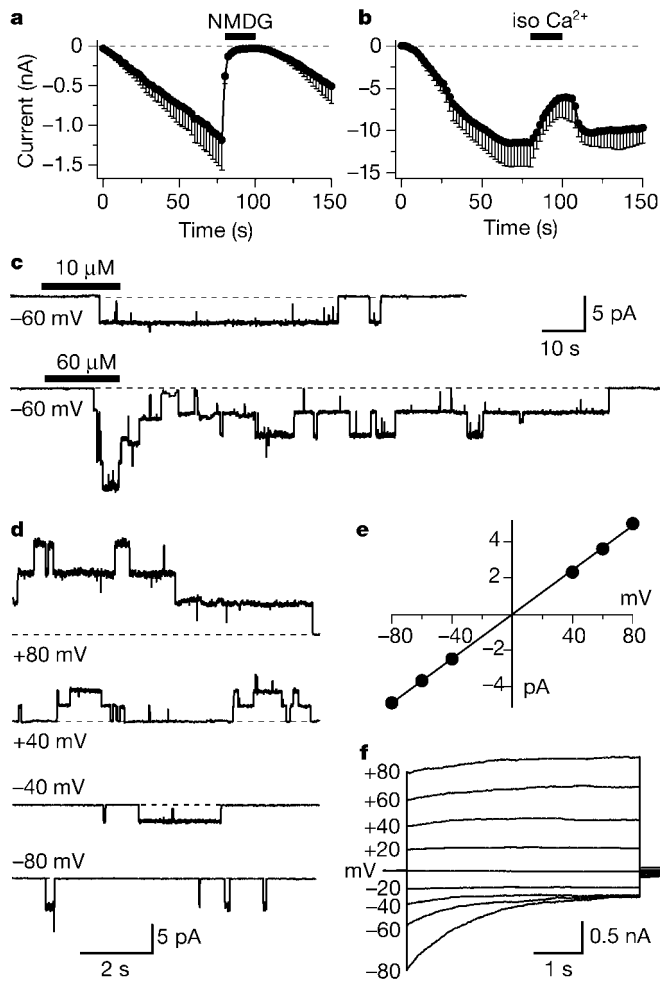 a
NMDG
Current (nA)
0
−0.5
−1.0
−1.5
0 50 100 150
Time (s)
b
iso Ca²⁺
0
−5
−10
−15
0 50 100 150
Time (s)
c
10 µM
−60 mV
5 pA
10 s
60 µM
−60 mV
d
+80 mV
+40 mV
−40 mV
−80 mV
5 pA
2 s
e
4
2
mV
−80 −40
40 80
−2
−4
pA
f
+80
+60
+40
+20
mV
−20
−40
−60
−80
0.5 nA
1 s